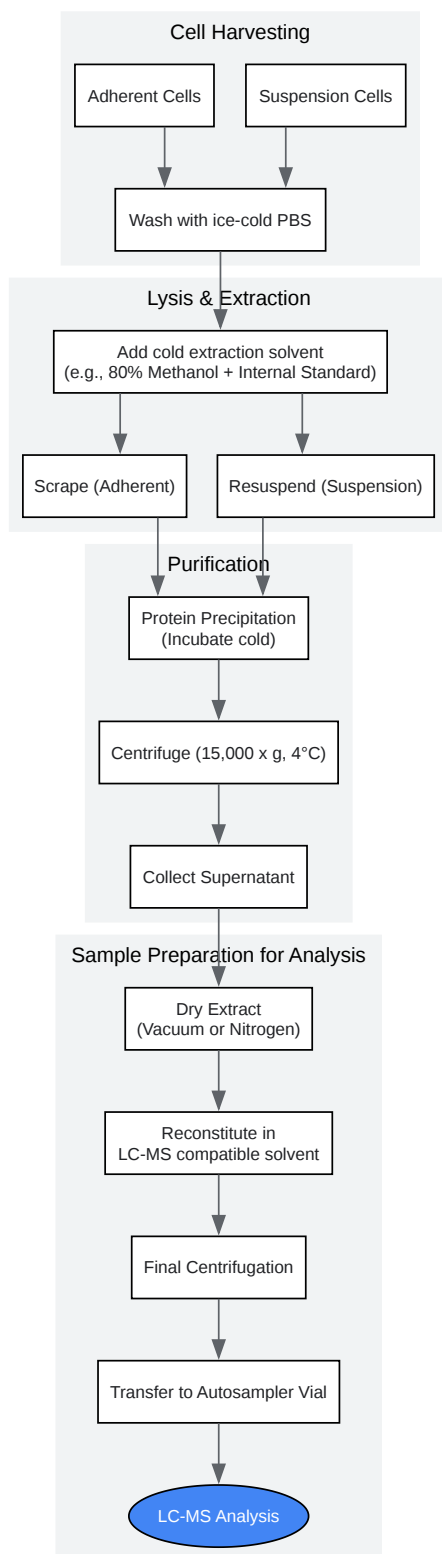 Cell Harvesting
Adherent Cells
Suspension Cells
Wash with ice-cold PBS
Lysis & Extraction
Add cold extraction solvent
(e.g., 80% Methanol + Internal Standard)
Scrape (Adherent)
Resuspend (Suspension)
Purification
Protein Precipitation
(Incubate cold)
Centrifuge (15,000 x g, 4°C)
Collect Supernatant
Sample Preparation for Analysis
Dry Extract
(Vacuum or Nitrogen)
Reconstitute in
LC-MS compatible solvent
Final Centrifugation
Transfer to Autosampler Vial
LC-MS Analysis